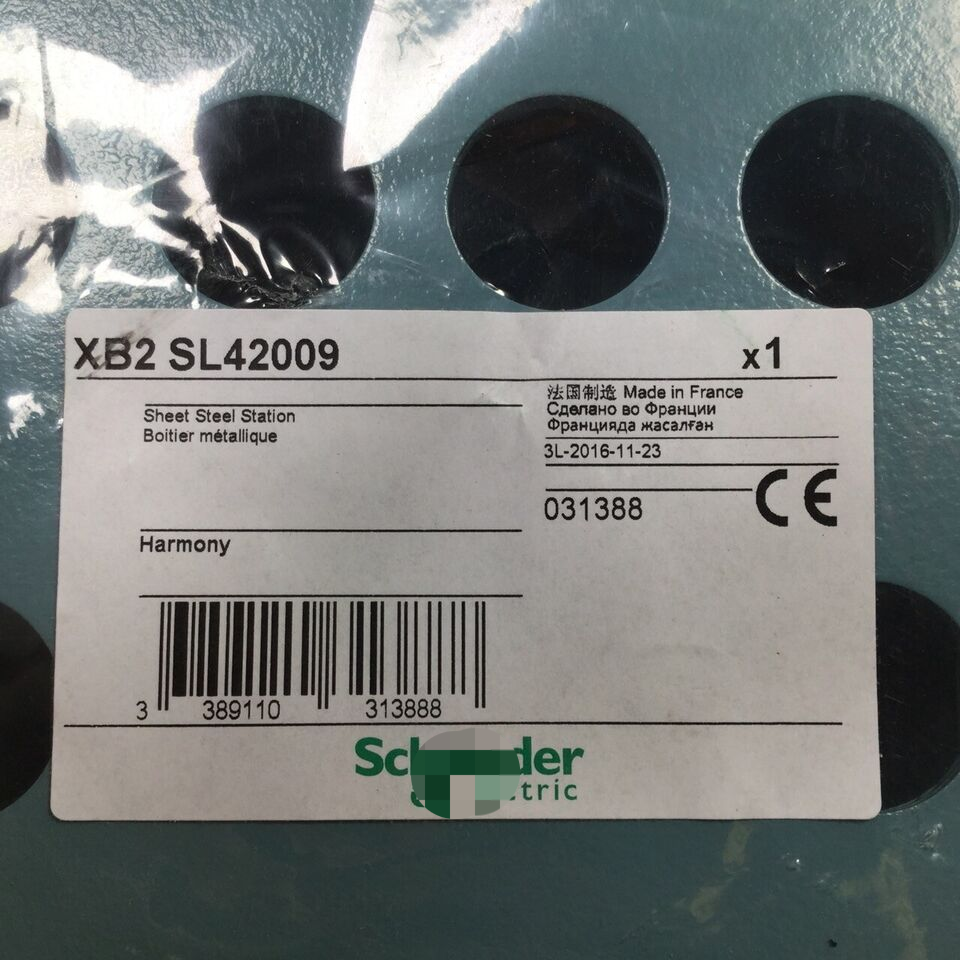 XB2 SL42009
x1
Sheet Steel Station
Boîtier métallique
法国制造 Made in France
Сделано во Франции
Францияда жасалған
3L-2016-11-23
031388
CE
Harmony
3 389110 313888